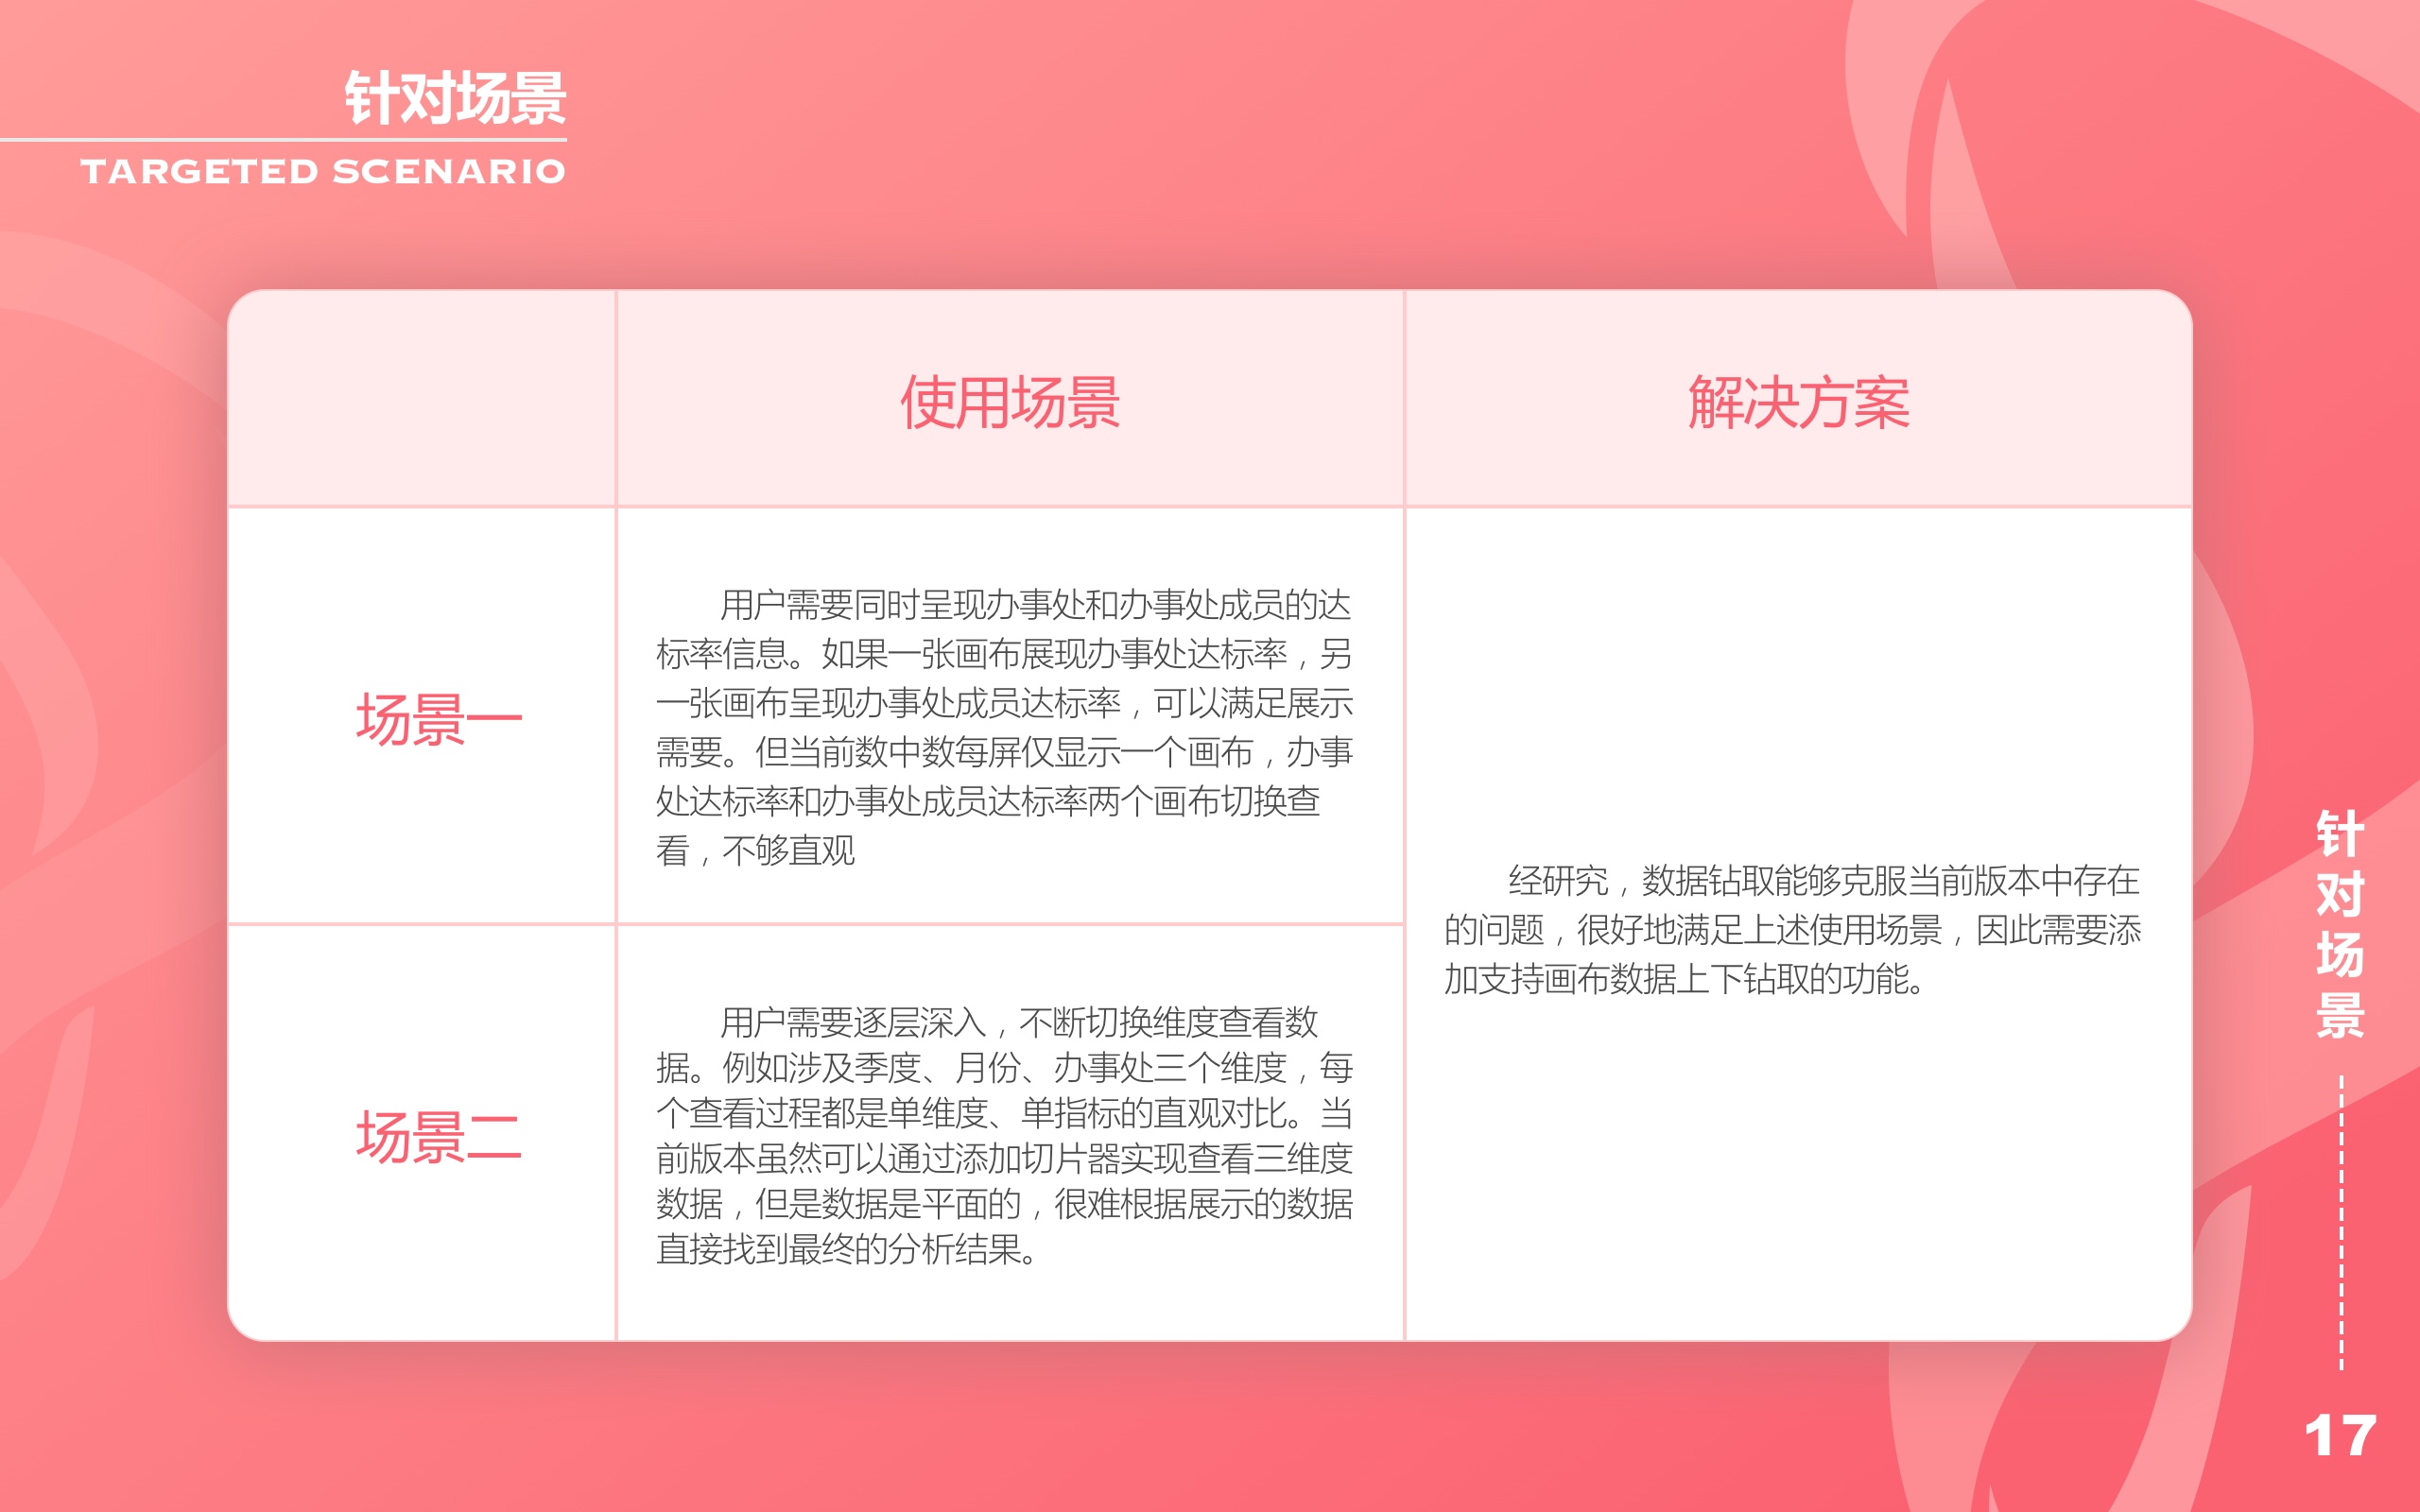 针对场景
TARGETED SCENARIO
使用场景
解决方案
场景一
用户需要同时呈现办事处和办事处成员的达
标率信息。如果一张画布展现办事处达标率，另
一张画布呈现办事处成员达标率，可以满足展示
需要。但当前数中数每屏仅显示一个画布，办事
处达标率和办事处成员达标率两个画布切换查
看，不够直观
经研究，数据钻取能够克服当前版本中存在
的问题，很好地满足上述使用场景，因此需要添
加支持画布数据上下钻取的功能。
场景二
用户需要逐层深入，不断切换维度查看数
据。例如涉及季度、月份、办事处三个维度，每
个查看过程都是单维度、单指标的直观对比。当
前版本虽然可以通过添加切片器实现查看三维度
数据，但是数据是平面的，很难根据展示的数据
直接找到最终的分析结果。
针对场景
17